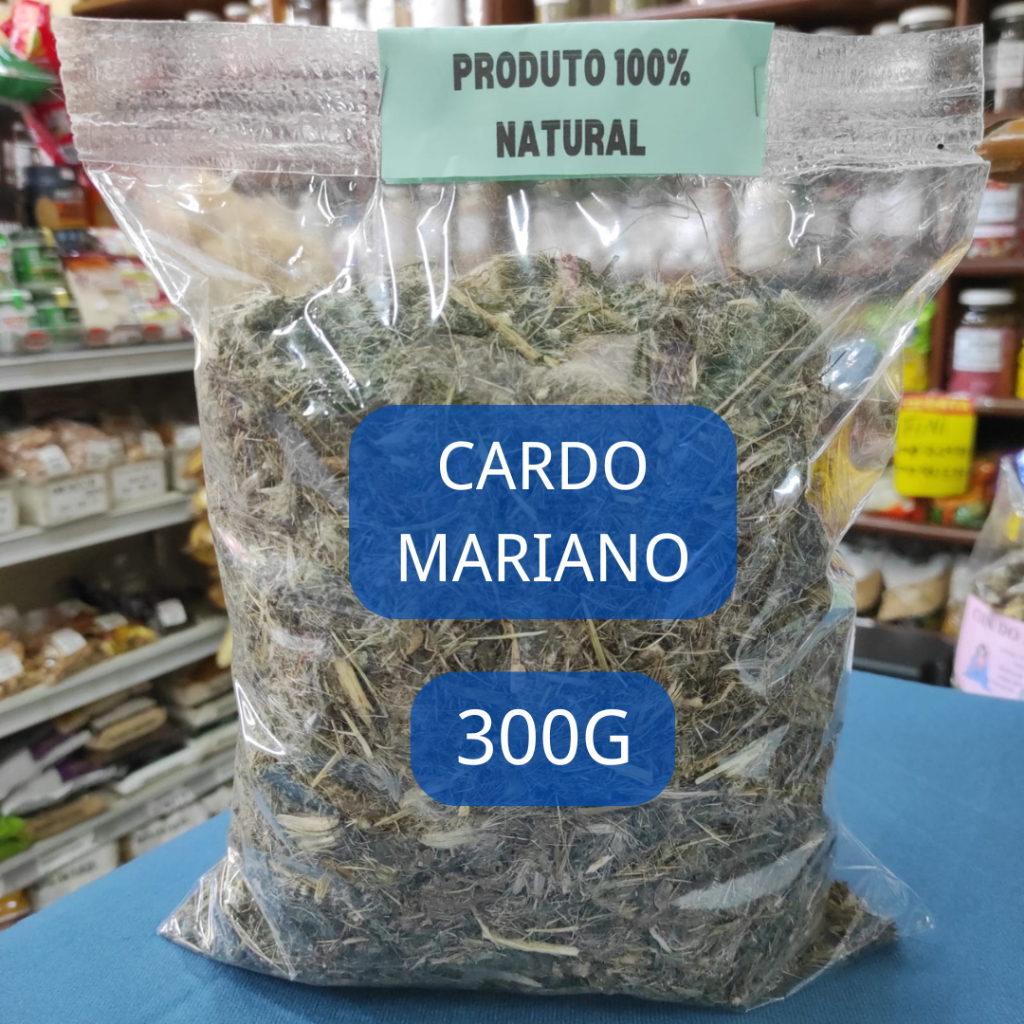 PRODUTO 100%
NATURAL
CARDO
MARIANO
300G